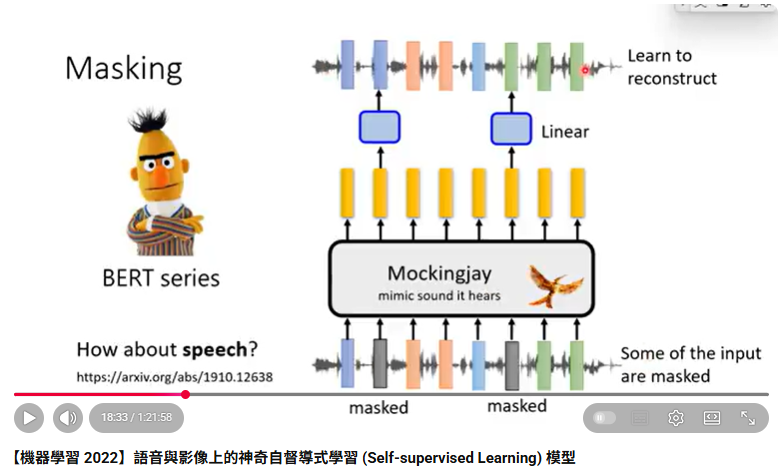 Masking
Learn to
reconstruct
Linear
BERT series
Mockingjay
mimic sound it hears
How about speech?
https://arxiv.org/abs/1910.12638
Some of the input
are masked
masked
masked
18:33 / 1:21:58
【機器學習 2022】語音與影像上的神奇自督導式學習 (Self-supervised Learning) 模型